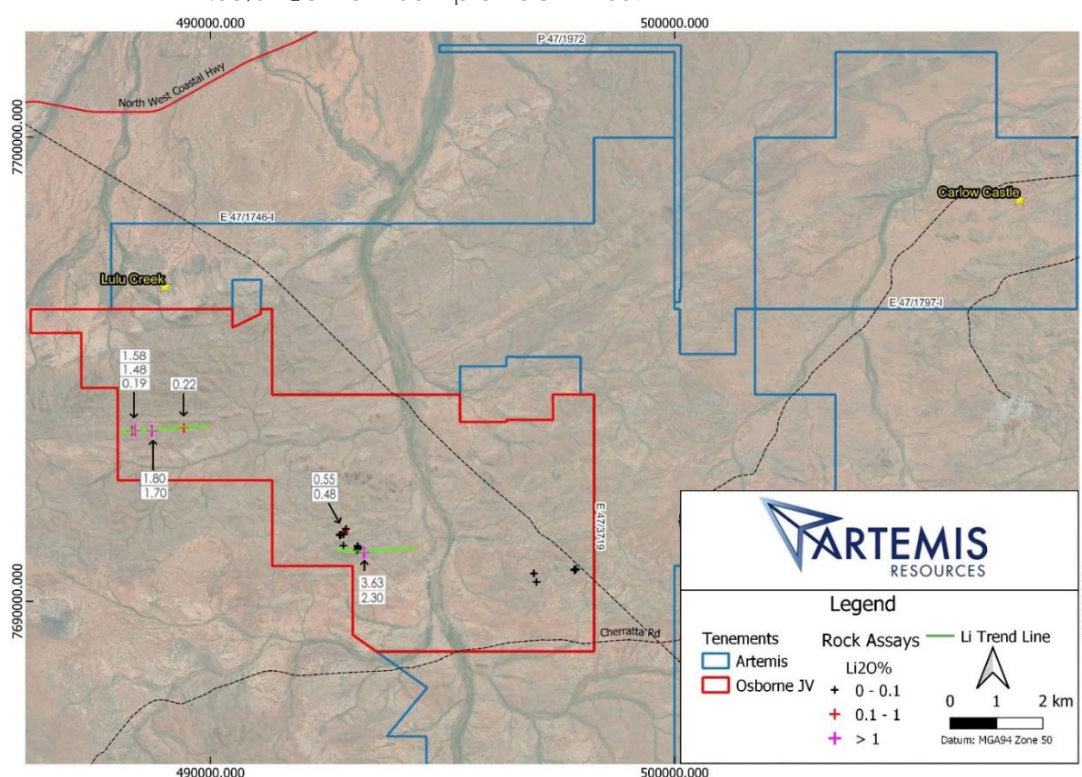 490000.000
500000.000
P 47/1972
North West Coastal Hwy
7700000.000
Carlow Castle
E 47/1746-I
Lulu Creek
E 47/1797-I
1.58
1.48
0.19
0.22
1.80
1.70
0.55
0.48
E 47/3719
3.63
2.30
7690000.000
Cherratta Rd
ARTEMIS
RESOURCES
Legend
Tenements
Artemis
Osborne JV
Rock Assays
Li2O%
0 - 0.1
0.1 - 1
> 1
Li Trend Line
0 1 2 km
Datum: MGA94 Zone 50
490000.000
500000.000